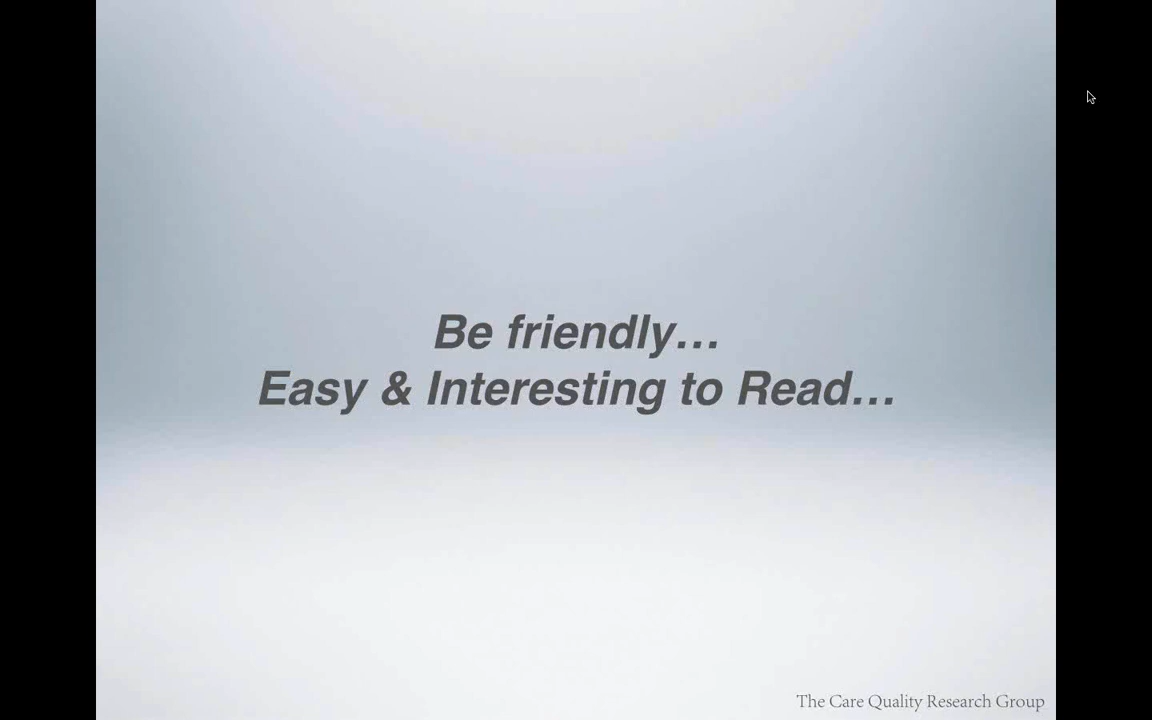 Be friendly…
Easy & Interesting to Read…
The Care Quality Research Group